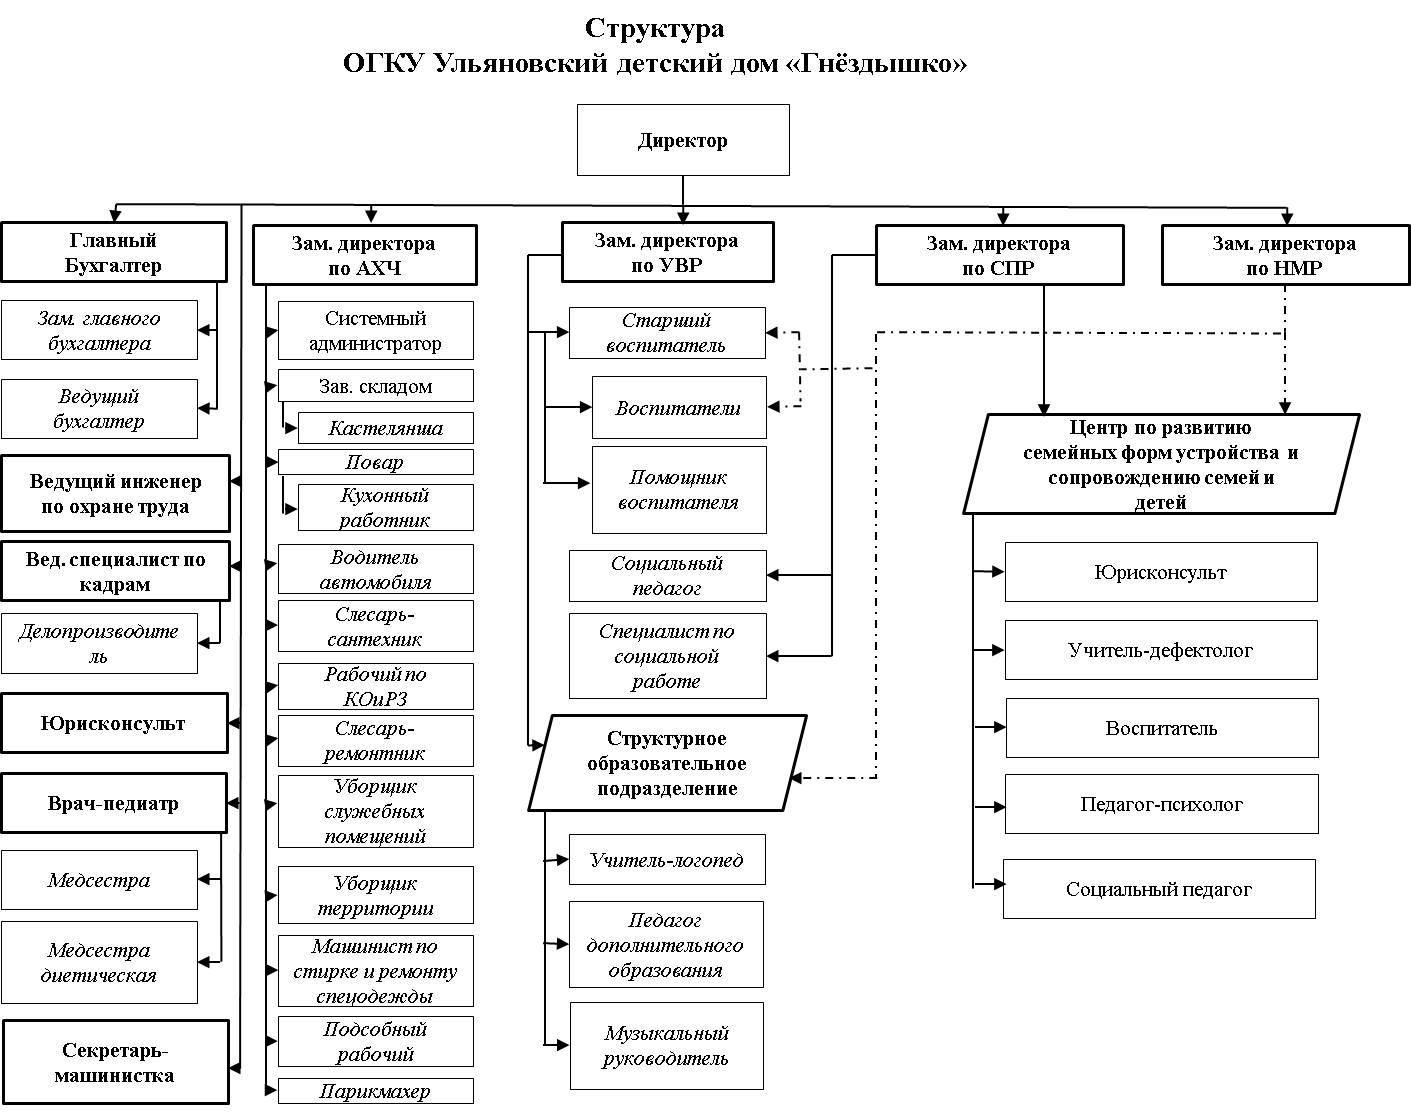 Структура
ОГКУ Ульяновский детский дом «Гнёздышко»
Директор
Главный
Бухгалтер
Зам. главного
бухгалтера
Ведущий
бухгалтер
Ведущий инженер
по охране труда
Вед. специалист по
кадрам
Делопроизводите
ль
Юрисконсульт
Врач-педиатр
Медсестра
Медсестра
диетическая
Секретарь-
машинистка
Зам. директора
по АХЧ
Системный
администратор
Зав. складом
Кастелянша
Повар
Кухонный
работник
Водитель
автомобиля
Слесарь-
сантехник
Рабочий по
КОиРЗ
Слесарь-
ремонтник
Уборщик
служебных
помещений
Уборщик
территории
Машинист по
стирке и ремонту
спецодежды
Подсобный
рабочий
Парикмахер
Зам. директора
по УВР
Старший
воспитатель
Воспитатели
Помощник
воспитателя
Социальный
педагог
Специалист по
социальной
работе
Структурное
образовательное
подразделение
Учитель-логопед
Педагог
дополнительного
образования
Музыкальный
руководитель
Зам. директора
по СПР
Зам. директора
по НМР
Центр по развитию
семейных форм устройства и
сопровождению семей и
детей
Юрисконсульт
Учитель-дефектолог
Воспитатель
Педагог-психолог
Социальный педагог